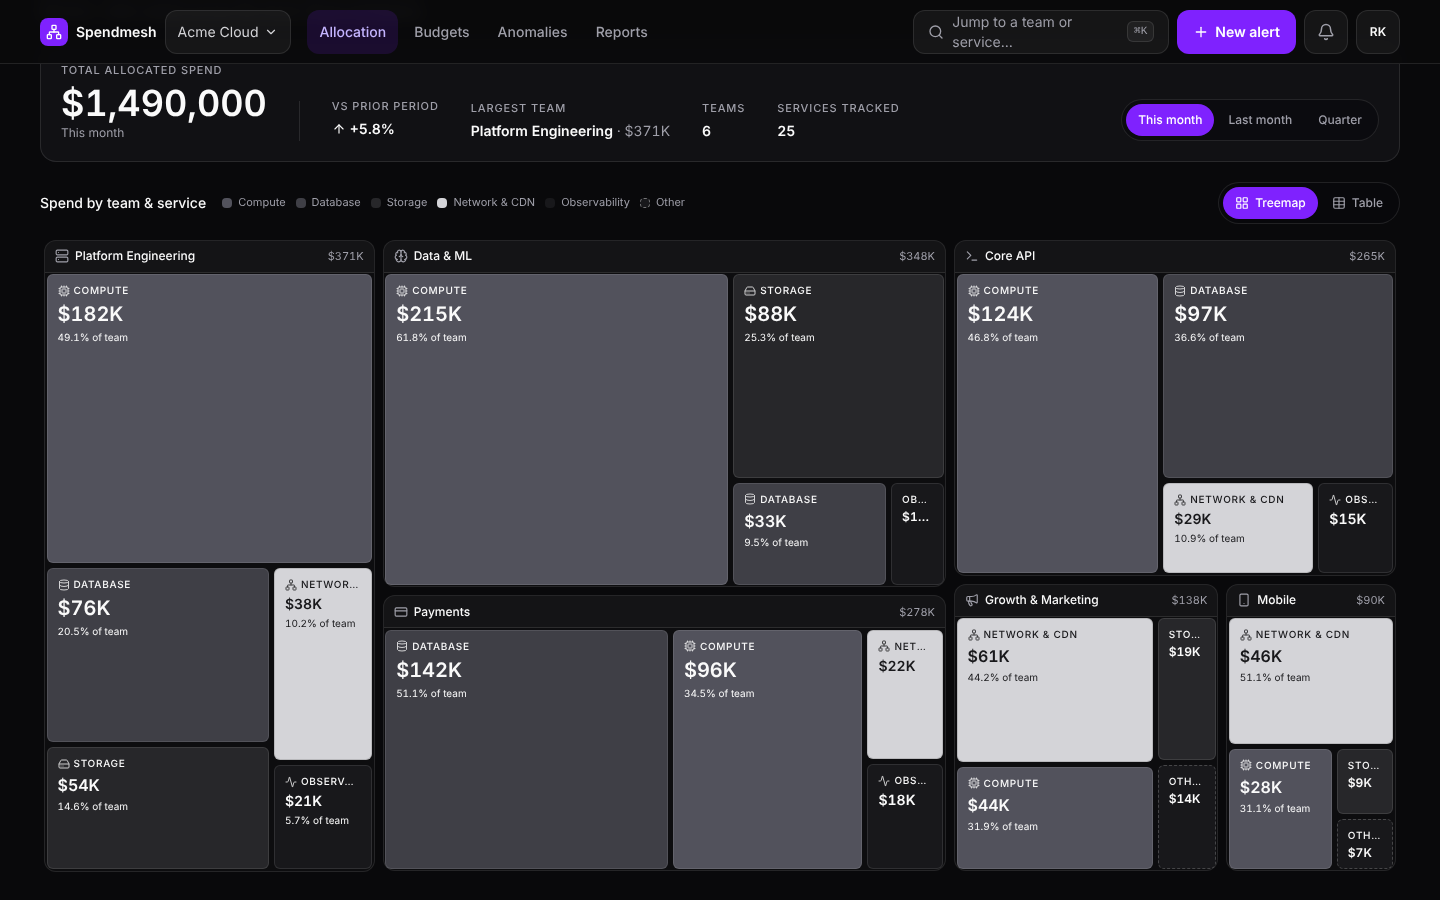 Spendmesh
Acme Cloud
Allocation
Budgets
Anomalies
Reports
Jump to a team or
service...
⌘K
New alert
RK
TOTAL ALLOCATED SPEND
$1,490,000
This month
VS PRIOR PERIOD
↑ +5.8%
LARGEST TEAM
Platform Engineering · $371K
TEAMS
6
SERVICES TRACKED
25
This month
Last month
Quarter
Spend by team & service
Compute
Database
Storage
Network & CDN
Observability
Other
Treemap
Table
Platform Engineering
$371K
COMPUTE
$182K
49.1% of team
DATABASE
$76K
20.5% of team
NETWOR...
$38K
10.2% of team
STORAGE
$54K
14.6% of team
OBSERV...
$21K
5.7% of team
Data & ML
$348K
COMPUTE
$215K
61.8% of team
STORAGE
$88K
25.3% of team
DATABASE
$33K
9.5% of team
OB...
$1...
Payments
$278K
DATABASE
$142K
51.1% of team
COMPUTE
$96K
34.5% of team
NET...
$22K
OBS...
$18K
Core API
$265K
COMPUTE
$124K
46.8% of team
DATABASE
$97K
36.6% of team
NETWORK & CDN
$29K
10.9% of team
OBS...
$15K
Growth & Marketing
$138K
NETWORK & CDN
$61K
44.2% of team
STO...
$19K
COMPUTE
$44K
31.9% of team
OTH...
$14K
Mobile
$90K
NETWORK & CDN
$46K
51.1% of team
COMPUTE
$28K
31.1% of team
STO...
$9K
OTH...
$7K